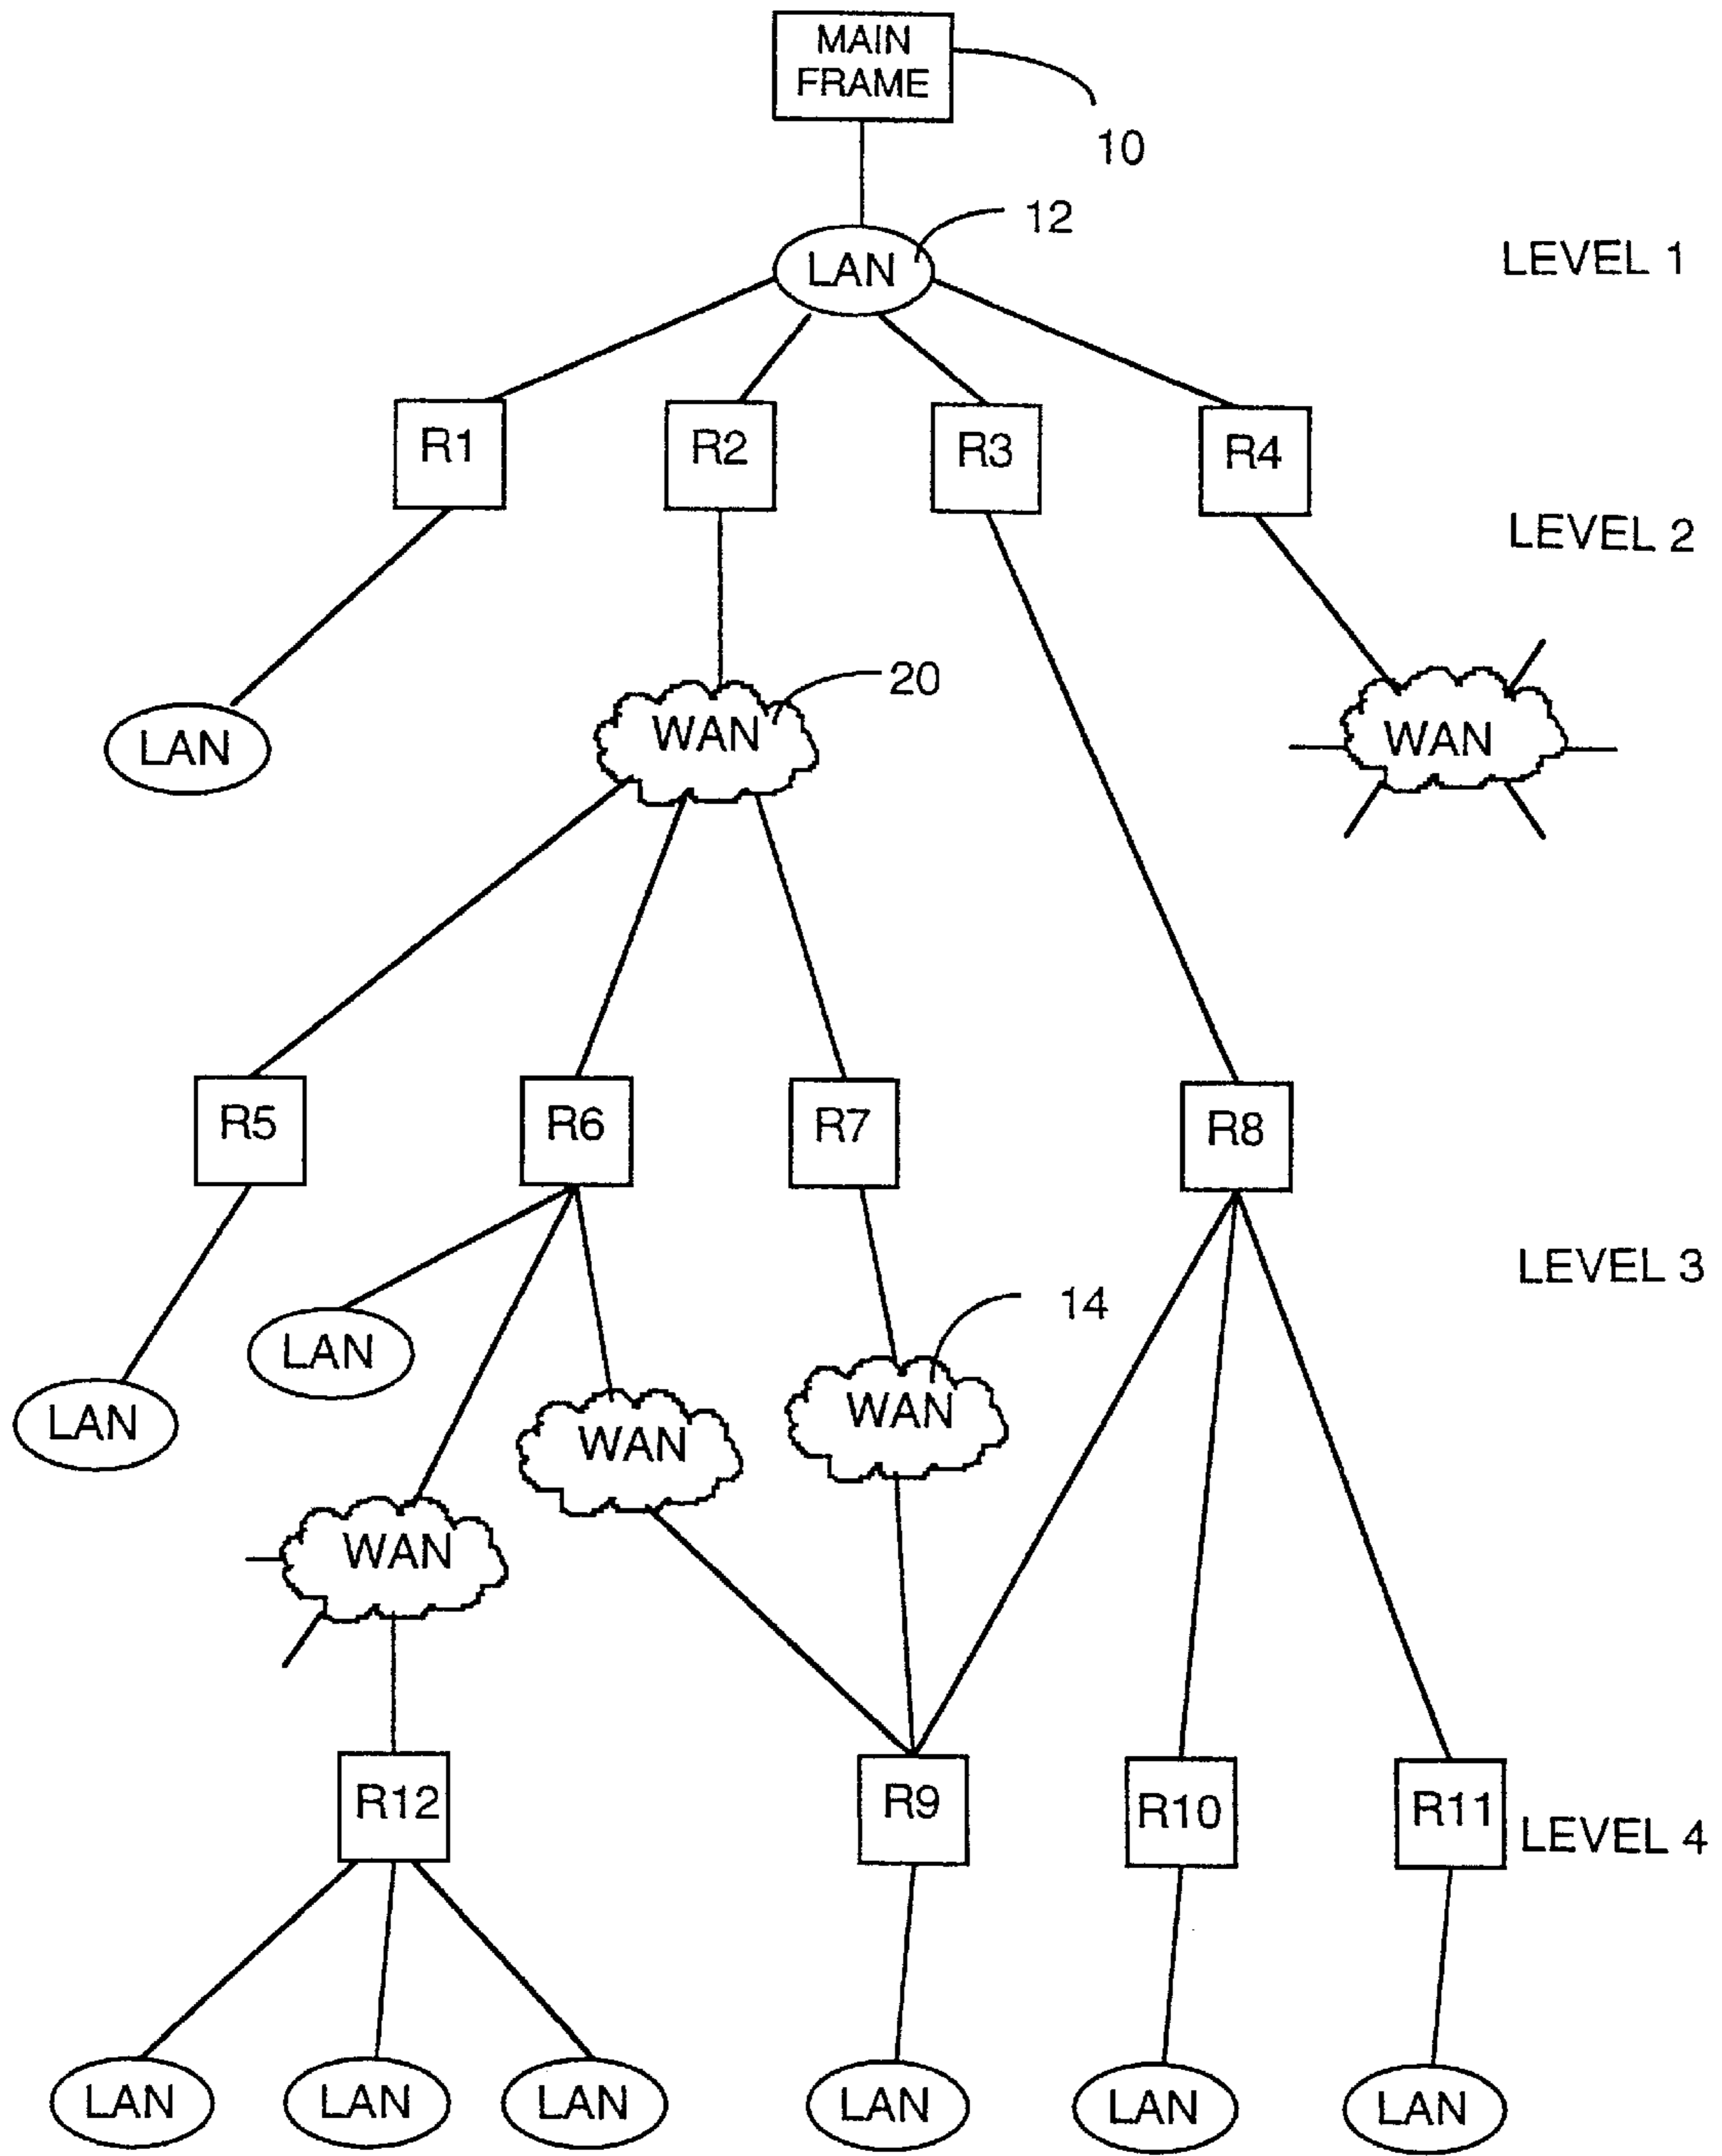 MAIN
FRAME
10
12
LAN
LEVEL 1
R1
R2
R3
R4
LEVEL 2
20
LAN
WAN
WAN
R5
R6
R7
R8
LEVEL 3
14
LAN
LAN
WAN
WAN
WAN
R12
R9
R10
R11
LEVEL 4
LAN
LAN
LAN
LAN
LAN
LAN